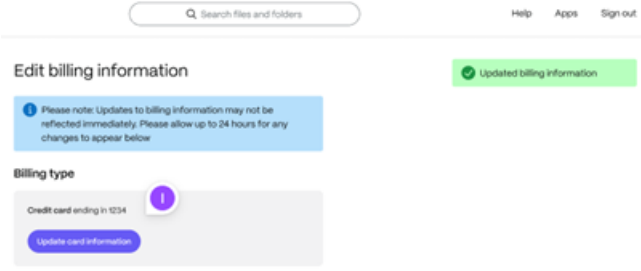 Search files and folders
Help Apps Sign out
Edit billing information
Updated billing information
Please note: Updates to billing information may not be
reflected immediately. Please allow up to 24 hours for any
changes to appear below
Billing type
I
Credit card ending in 1234
Update card information